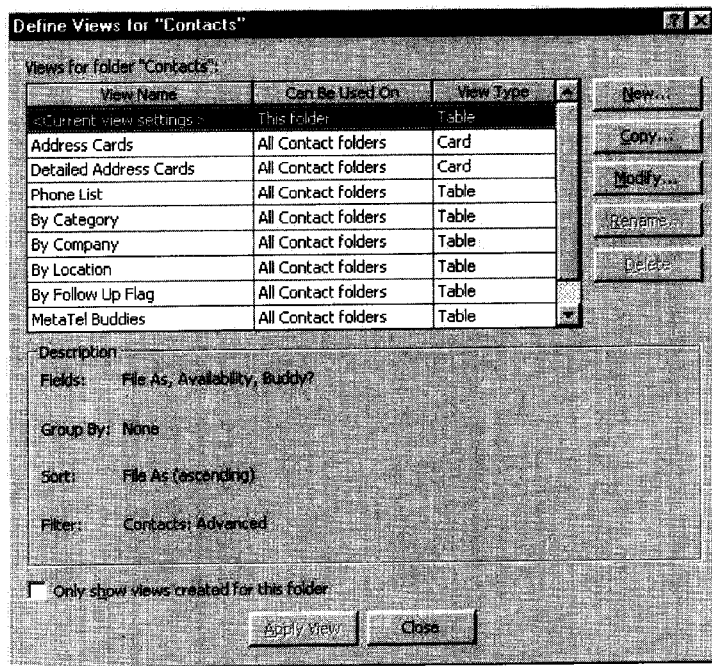 Define Views for "Contacts"
Views for folder "Contacts":
View Name Can Be Used On View Type
<Current view settings > This folder Table
Address Cards All Contact folders Card
Detailed Address Cards All Contact folders Card
Phone List All Contact folders Table
By Category All Contact folders Table
By Company All Contact folders Table
By Location All Contact folders Table
By Follow Up Flag All Contact folders Table
MetaTel Buddies All Contact folders Table
New...
Copy...
Modify...
Rename...
Delete
Description
Fields: File As, Availability, Buddy?
Group By: None
Sort: File As (ascending)
Filter: Contacts: Advanced
Only show views created for this folder
Apply View Close